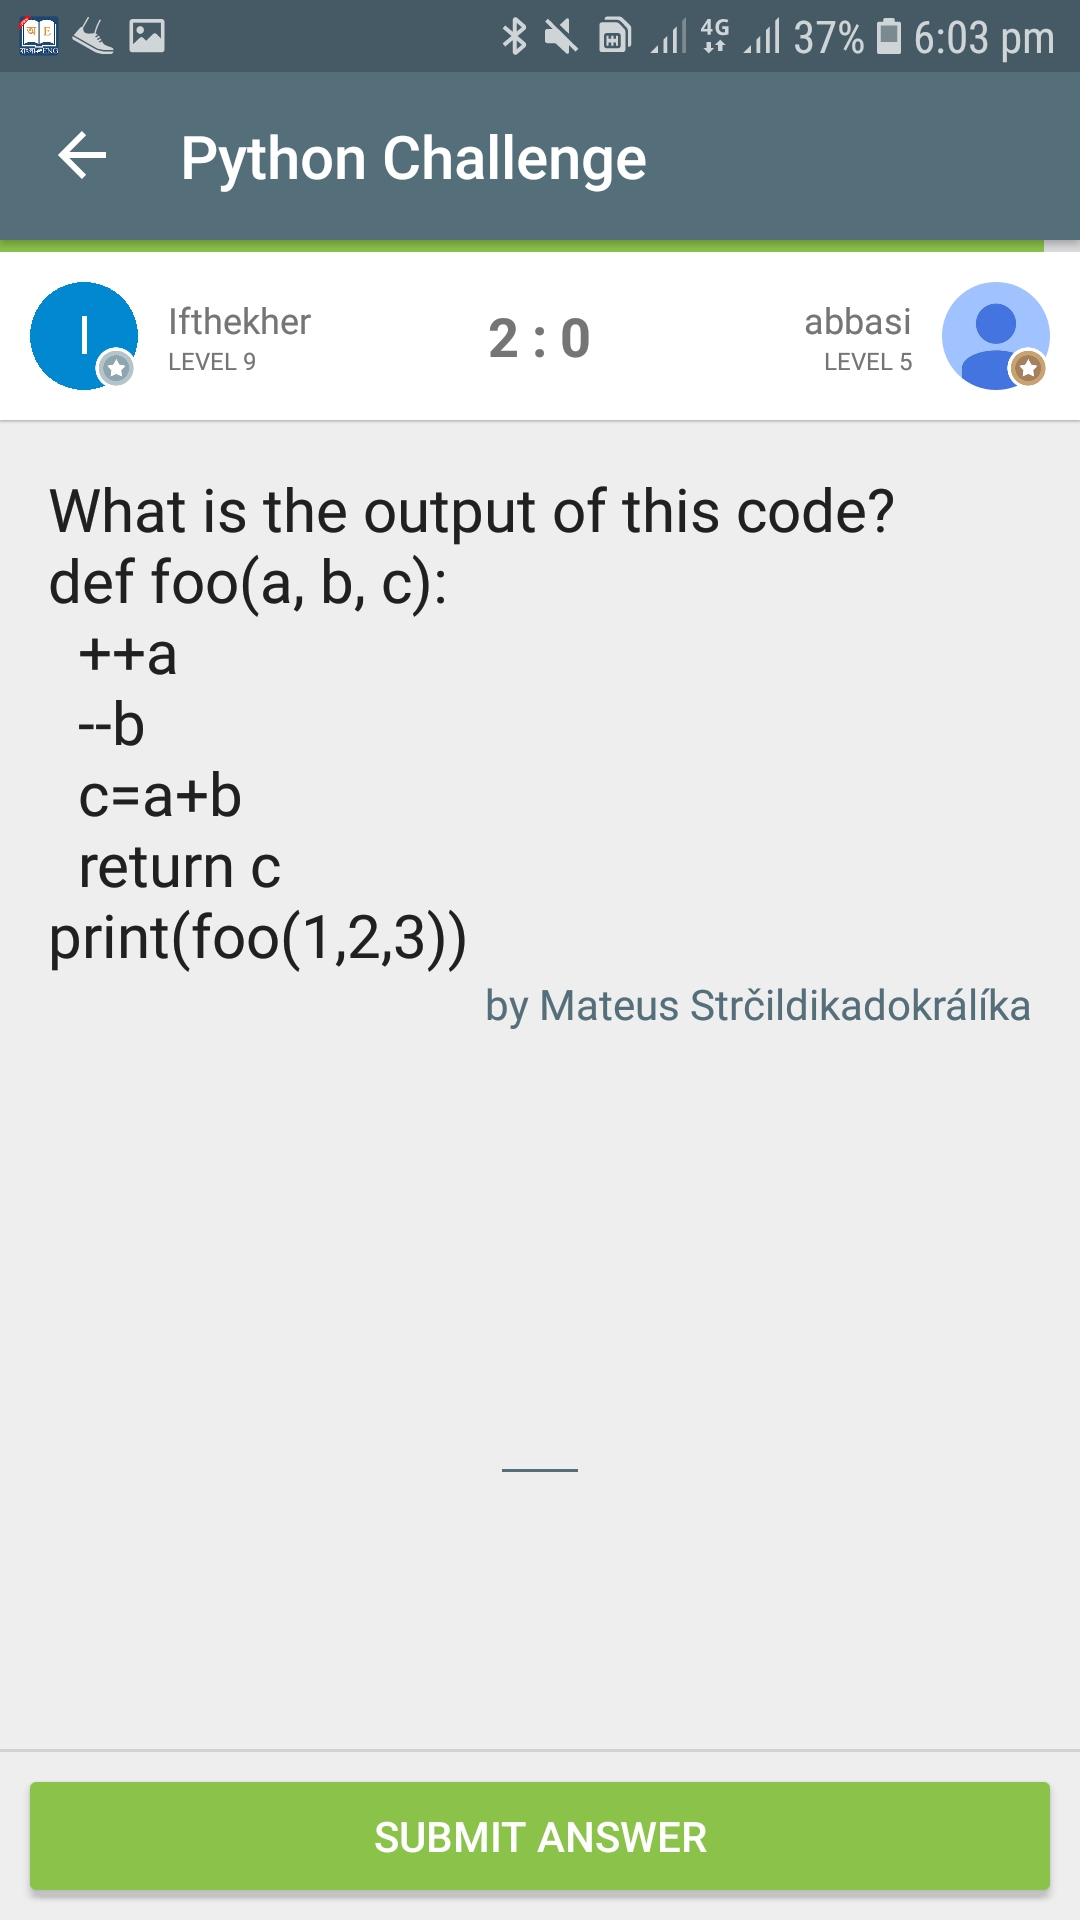 4G 37% 6:03 pm
Python Challenge
I
Ifthekher
LEVEL 9
2 : 0
abbasi
LEVEL 5
What is the output of this code?
def foo(a, b, c):
++a
--b
c=a+b
return c
print(foo(1,2,3))
by Mateus Strčildikadokrálíka
SUBMIT ANSWER